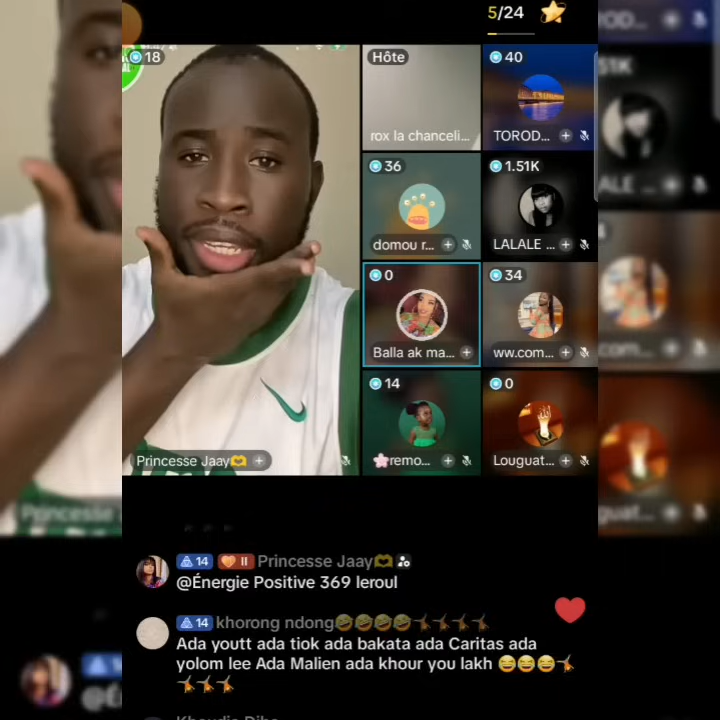 5/24
18
Hôte
40
rox la chanceli...
TOROD...
36
1.51K
domou r...
LALALE ...
0
34
Balla ak ma...
ww.com...
14
0
remo...
Louguat...
Princesse Jaay🫶
14 II Princesse Jaay🫶
@Énergie Positive 369 leroul
14 khorong ndong🤣🤣🤣🤣🤸🤸🤸🤸
Ada youtt ada tiok ada bakata ada Caritas ada
yolom lee Ada Malien ada khour you lakh 😄😄😄🤸
🤸🤸🤸